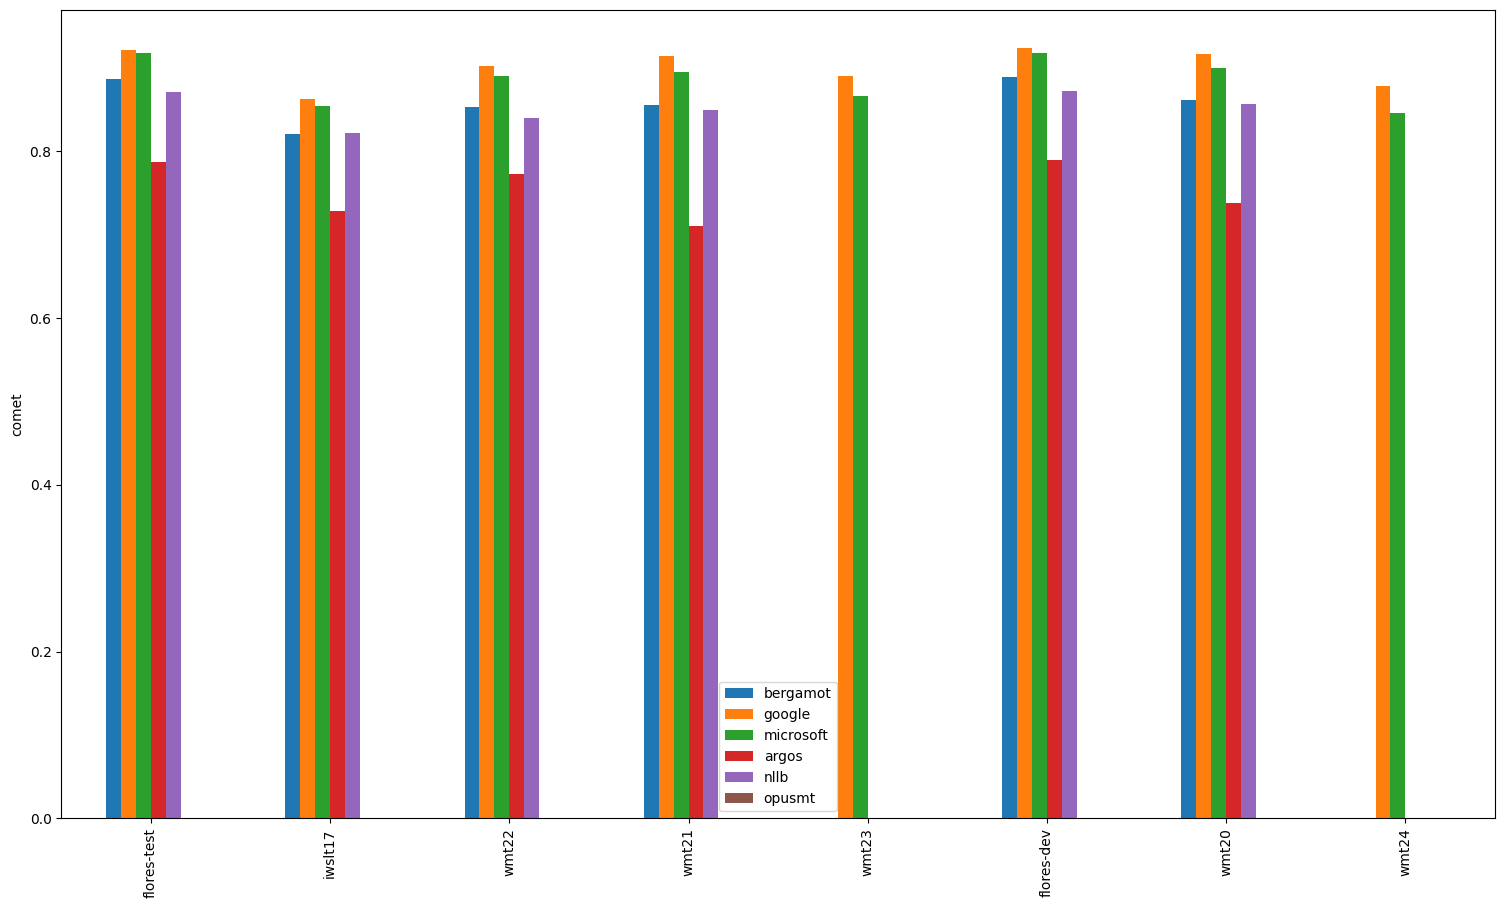 comet
0.8
0.6
0.4
0.2
0.0
bergamot
google
microsoft
argos
nllb
opusmt
flores-test
iwslt17
wmt22
wmt21
wmt23
flores-dev
wmt20
wmt24